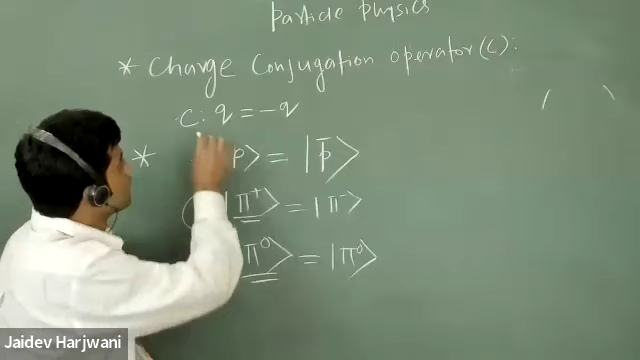 Particle Physics
* Charge Conjugation operator (C):
C: q = -q
* p⟩ = |p̄⟩
|π⁺⟩ = |π⁻⟩
π⁰⟩ = |π⁰⟩
Jaidev Harjwani